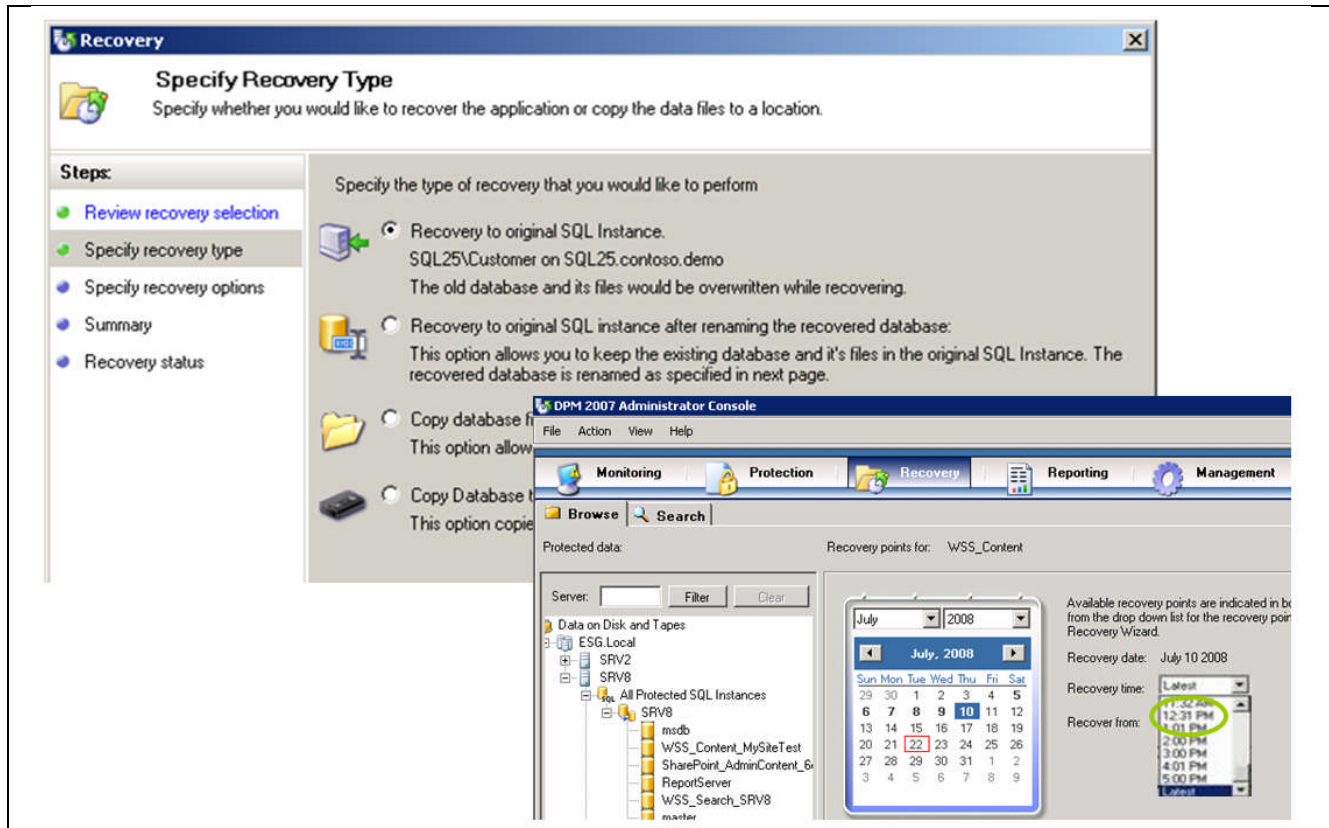 Recovery
Specify Recovery Type
Specify whether you would like to recover the application or copy the data files to a location.
Steps:
Review recovery selection
Specify recovery type
Specify recovery options
Summary
Recovery status
Specify the type of recovery that you would like to perform
Recovery to original SQL Instance.
SQL25\Customer on SQL25.contoso.demo
The old database and its files would be overwritten while recovering.
Recovery to original SQL instance after renaming the recovered database:
This option allows you to keep the existing database and it's files in the original SQL Instance. The
recovered database is renamed as specified in next page.
Copy database
This option allow
Copy Database
This option copie
DPM 2007 Administrator Console
File Action View Help
Monitoring Protection Recovery Reporting Management
Browse Search
Protected data:
Recovery points for: WSS_Content
Server: Filter Clear
Data on Disk and Tapes
ESG.Local
SRV2
SRV8
All Protected SQL Instances
SRV8
msdb
WSS_Content_MySiteTest
SharePoint_AdminContent_6
ReportServer
WSS_Search_SRV8
master
July 2008
July, 2008
Sun Mon Tue Wed Thu Fri Sat
29 30 1 2 3 4 5
6 7 8 9 10 11 12
13 14 15 16 17 18 19
20 21 22 23 24 25 26
27 28 29 30 31 1 2
3 4 5 6 7 8 9
Available recovery points are indicated in bo
from the drop down list for the recovery poin
Recovery Wizard.
Recovery date: July 10 2008
Recovery time: Latest
Recover from:
11:32 AM
12:31 PM
1:01 PM
2:00 PM
3:00 PM
4:01 PM
5:00 PM
Latest